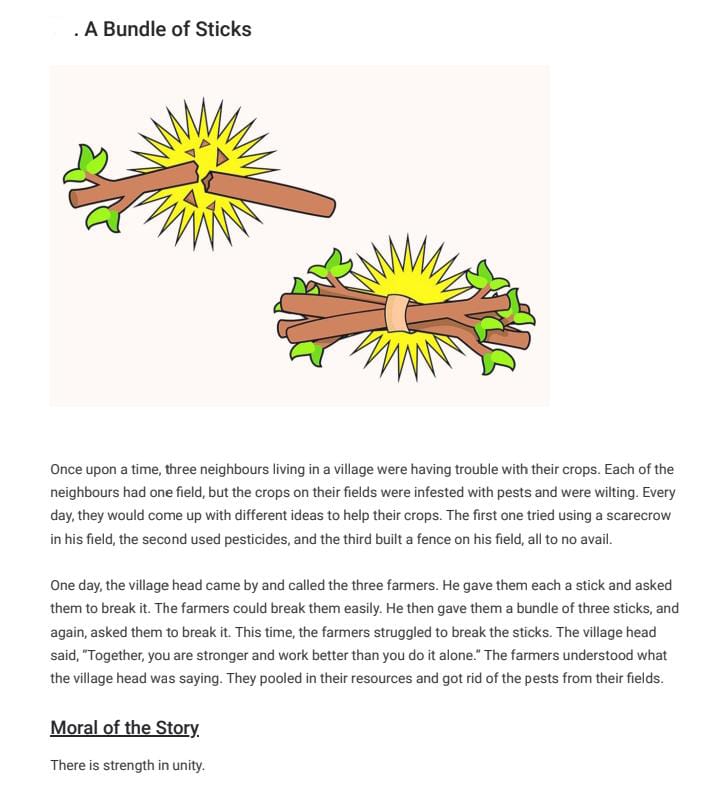 . A Bundle of Sticks
Once upon a time, three neighbours living in a village were having trouble with their crops. Each of the
neighbours had one field, but the crops on their fields were infested with pests and were wilting. Every
day, they would come up with different ideas to help their crops. The first one tried using a scarecrow
in his field, the second used pesticides, and the third built a fence on his field, all to no avail.
One day, the village head came by and called the three farmers. He gave them each a stick and asked
them to break it. The farmers could break them easily. He then gave them a bundle of three sticks, and
again, asked them to break it. This time, the farmers struggled to break the sticks. The village head
said, "Together, you are stronger and work better than you do it alone." The farmers understood what
the village head was saying. They pooled in their resources and got rid of the pests from their fields.
Moral of the Story
There is strength in unity.